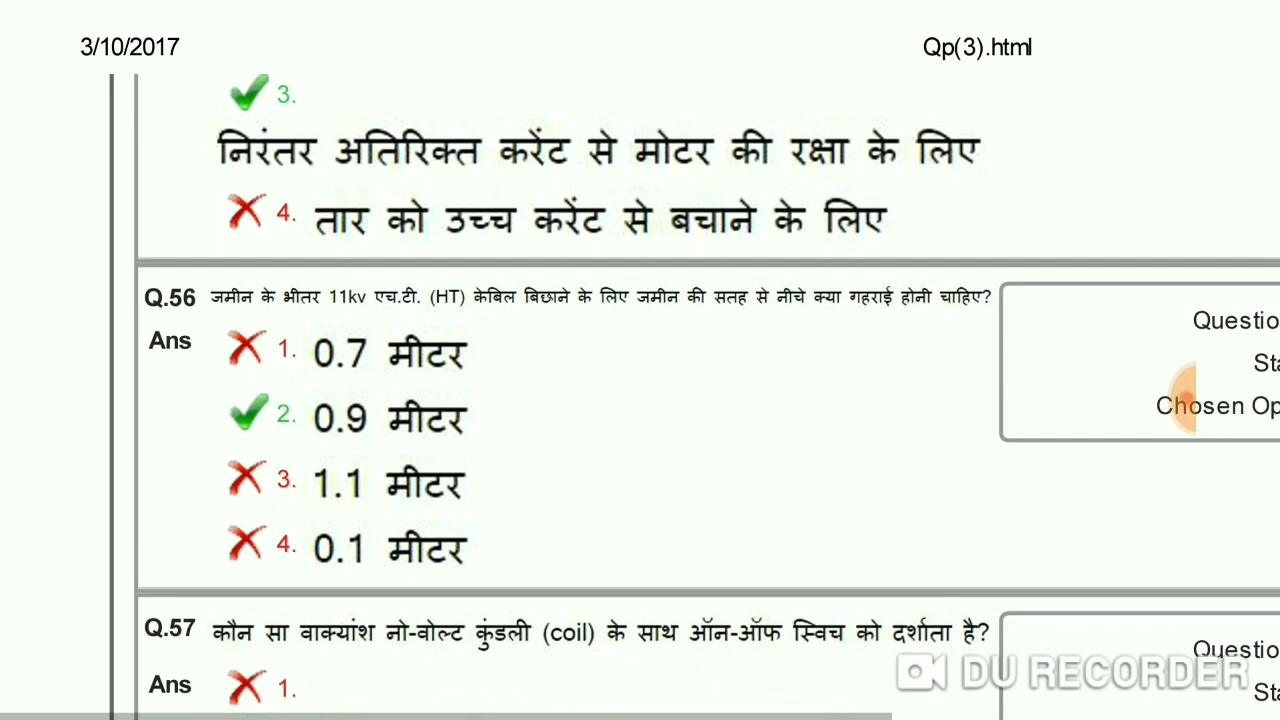 3/10/2017 Qp(3).html
3.
निरंतर अतिरिक्त करेंट से मोटर की रक्षा के लिए
4. तार को उच्च करेंट से बचाने के लिए
Q.56 जमीन के भीतर 11kv एच.टी. (HT) केबिल बिछाने के लिए जमीन की सतह से नीचे क्या गहराई होनी चाहिए?
Questio
Ans 1. 0.7 मीटर
Sta
2. 0.9 मीटर
Chosen Op
3. 1.1 मीटर
4. 0.1 मीटर
Q.57 कौन सा वाक्यांश नो-वोल्ट कुंडली (coil) के साथ ऑन-ऑफ स्विच को दर्शाता है?
Questio
DU RECORDER
Ans 1.
Sta